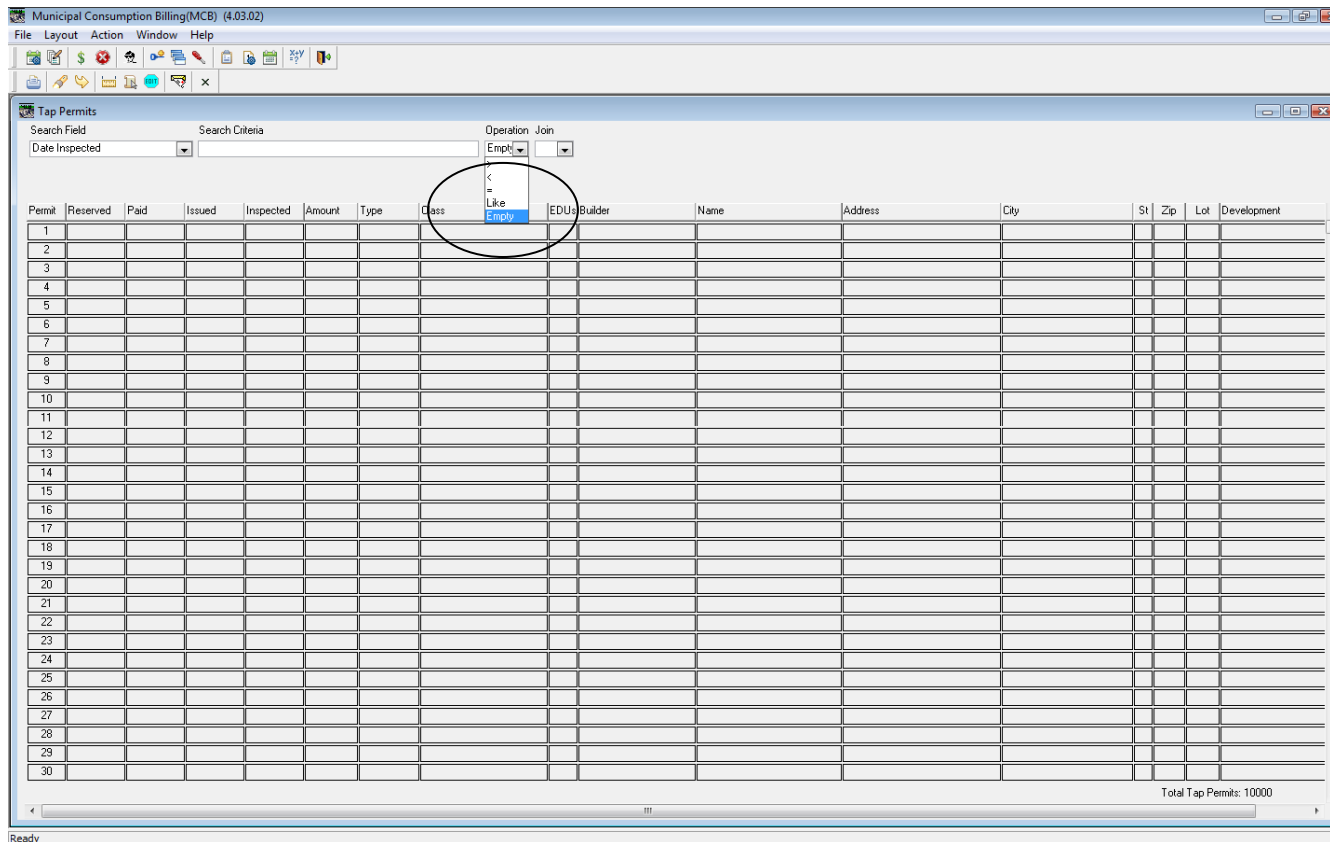 Municipal Consumption Billing(MCB) (4.03.02)
File Layout Action Window Help
$ X+Y =?
EDIT
Tap Permits
Search Field Search Criteria Operation Join
Date Inspected Empty
>
<
=
Like
Empty
Permit Reserved Paid Issued Inspected Amount Type Class EDUs Builder Name Address City St Zip Lot Development
1
2
3
4
5
6
7
8
9
10
11
12
13
14
15
16
17
18
19
20
21
22
23
24
25
26
27
28
29
30
Total Tap Permits: 10000
Ready